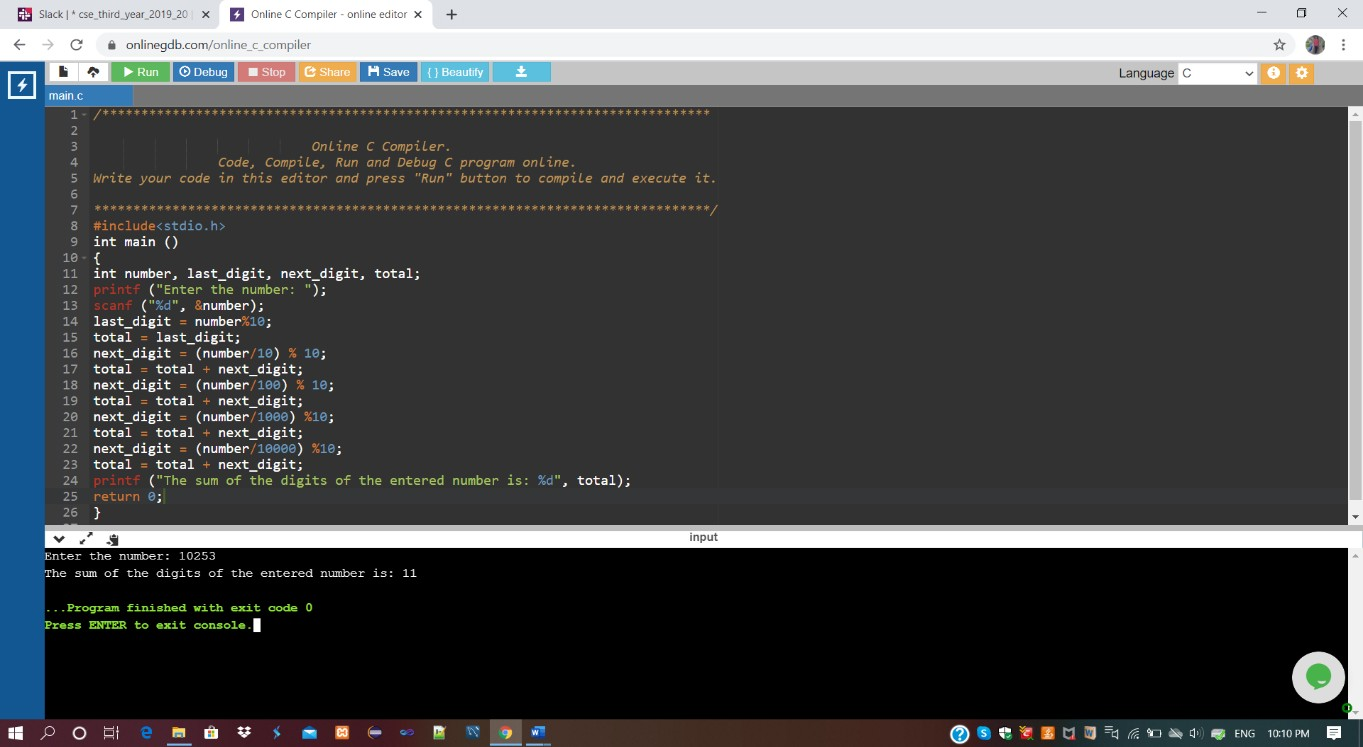 Slack | * cse_third_year_2019_20
Online C Compiler - online editor
onlinegdb.com/online_c_compiler
Run Debug Stop Share Save { } Beautify Language C
main.c
1 /******************************************************************************
2
3 Online C Compiler.
4 Code, Compile, Run and Debug C program online.
5 Write your code in this editor and press "Run" button to compile and execute it.
6
7 *******************************************************************************/
8 #include<stdio.h>
9 int main ()
10 {
11 int number, last_digit, next_digit, total;
12 printf ("Enter the number: ");
13 scanf ("%d", &number);
14 last_digit = number%10;
15 total = last_digit;
16 next_digit = (number/10) % 10;
17 total = total + next_digit;
18 next_digit = (number/100) % 10;
19 total = total + next_digit;
20 next_digit = (number/1000) %10;
21 total = total + next_digit;
22 next_digit = (number/10000) %10;
23 total = total + next_digit;
24 printf ("The sum of the digits of the entered number is: %d", total);
25 return 0;
26 }
input
Enter the number: 10253
The sum of the digits of the entered number is: 11
...Program finished with exit code 0
Press ENTER to exit console.
ENG 10:10 PM